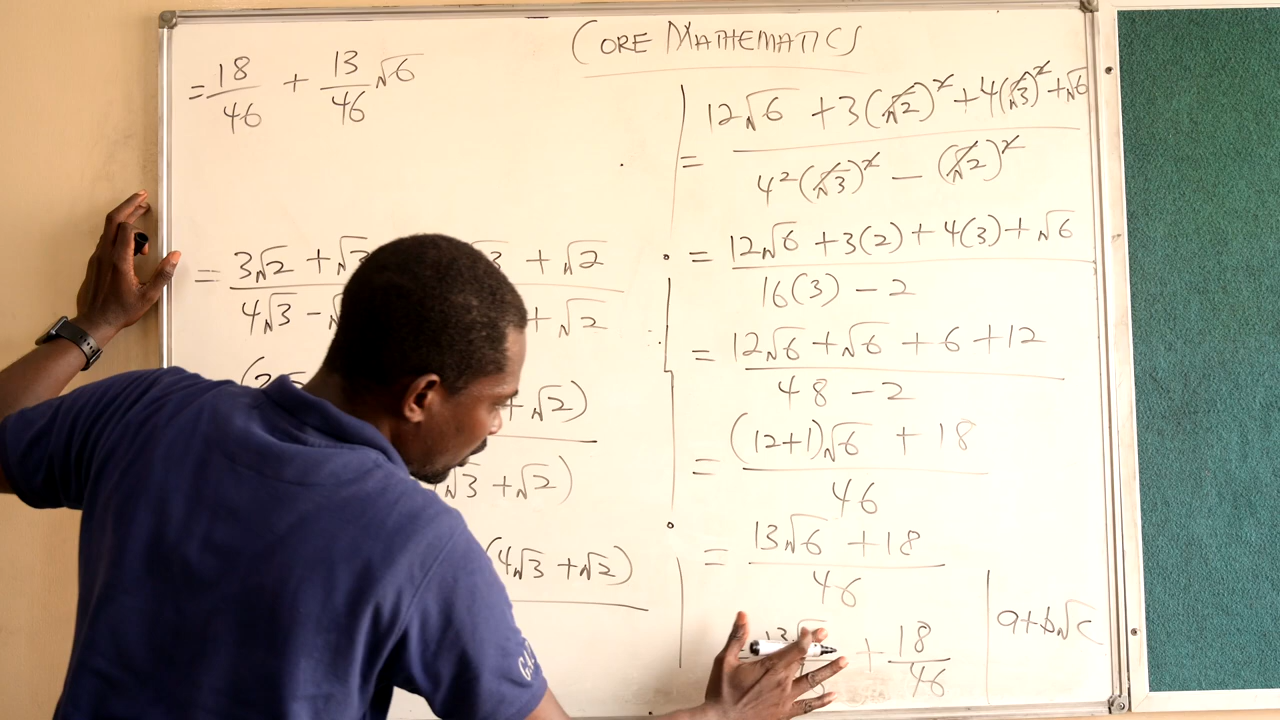 CORE MATHEMATICS
= 18/46 + 13/46 √6
= 3√2 + √3 + √2
4√3 - + √2
+ √2)
√3 + √2)
(4√3 + √2)
= 12√6 + 3(√2)² + 4(√3)² + √6
4²(√3)² - (√2)²
= 12√6 + 3(2) + 4(3) + √6
16(3) - 2
= 12√6 + √6 + 6 + 12
48 - 2
= (12+1)√6 + 18
46
= 13√6 + 18
46
+ 18/46
a+b√c